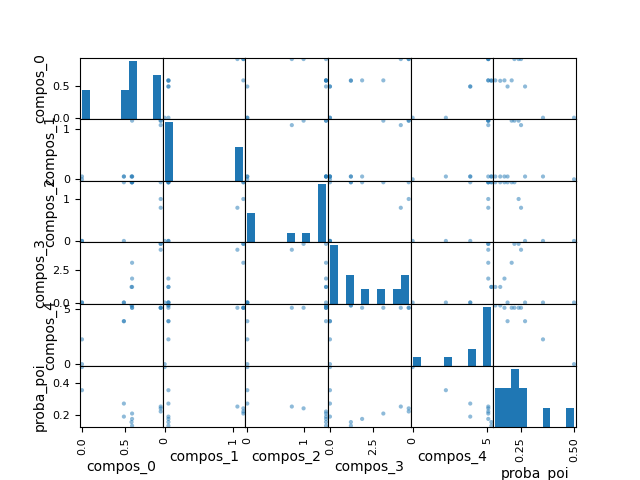 compos_0
0.5
0.0
compos_1
1
0
compos_2
1
0
compos_3
2.5
0.0
compos_4
5
0
proba_poi
0.4
0.2
0.0 0.5 0 1 0 1 0.0 2.5 0 5 0.25 0.50
compos_0 compos_1 compos_2 compos_3 compos_4 proba_poi